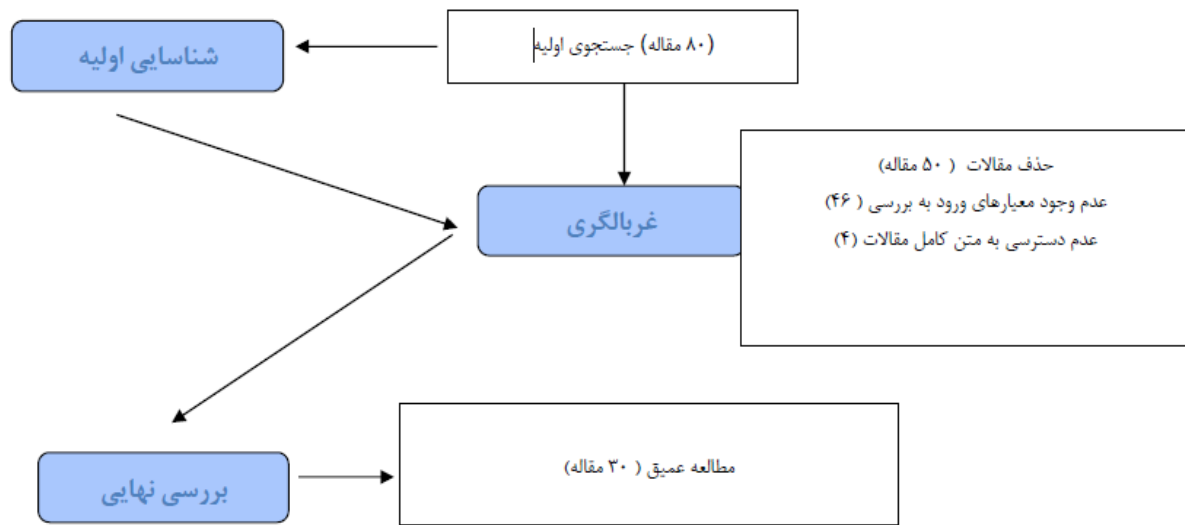 (۸۰ مقاله) جستجوی اولیه
شناسایی اولیه
حذف مقالات ( ۵۰ مقاله)
عدم وجود معیارهای ورود به بررسی ( ۴۶)
عدم دسترسی به متن کامل مقالات (۴)
غربالگری
مطالعه عمیق ( ۳۰ مقاله)
بررسی نهایی